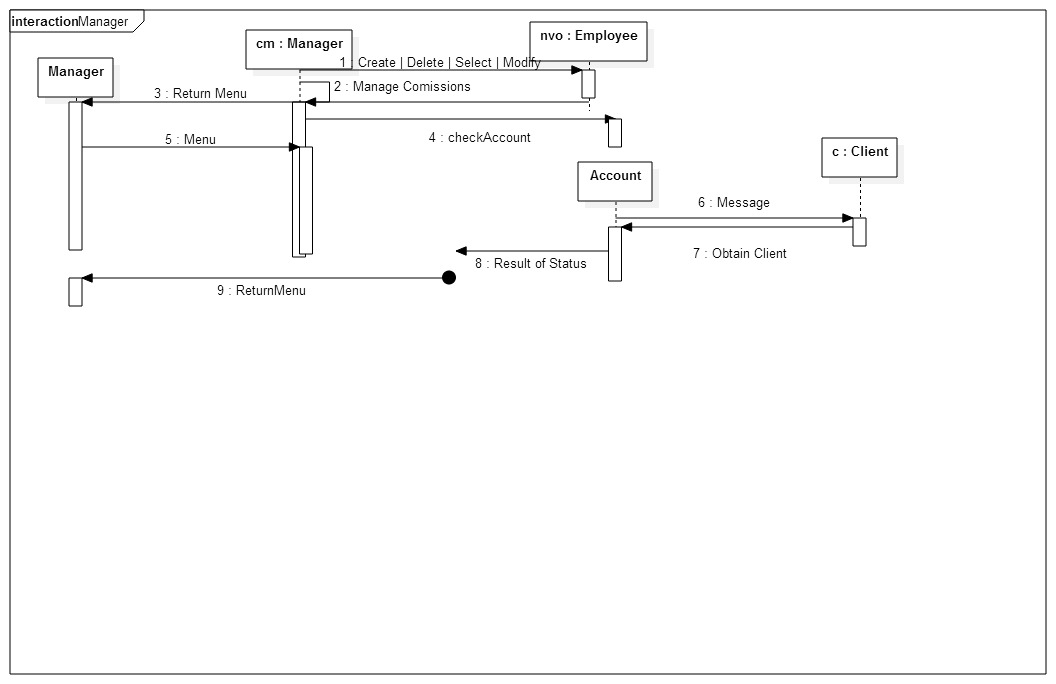 interactionManager
nvo : Employee
cm : Manager
Manager
1 : Create | Delete | Select | Modify
2 : Manage Comissions
3 : Return Menu
4 : checkAccount
5 : Menu
c : Client
Account
6 : Message
7 : Obtain Client
8 : Result of Status
9 : ReturnMenu